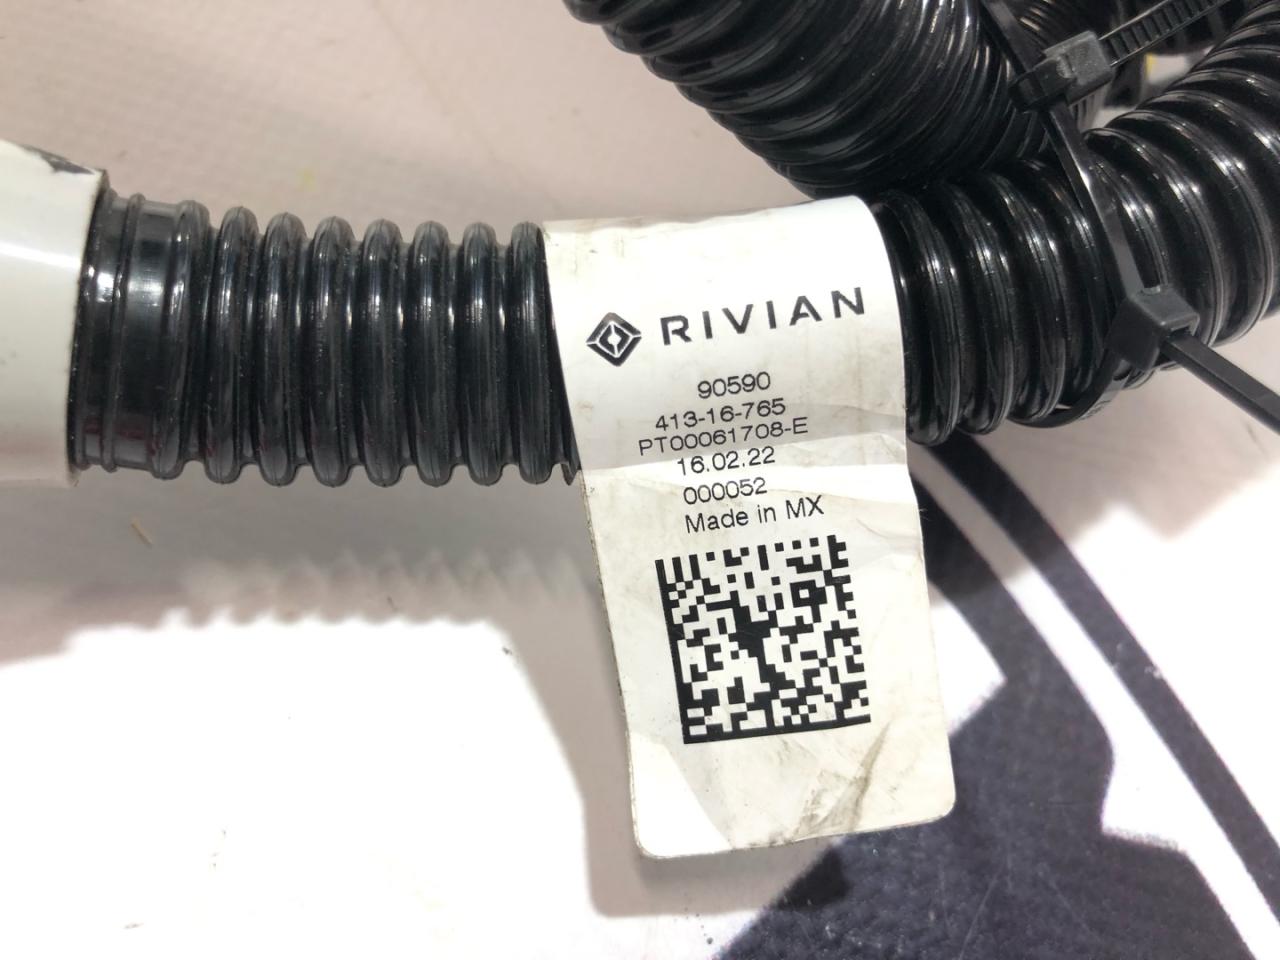 RIVIAN
90590
413-16-765
PT00061708-E
16.02.22
000052
Made in MX